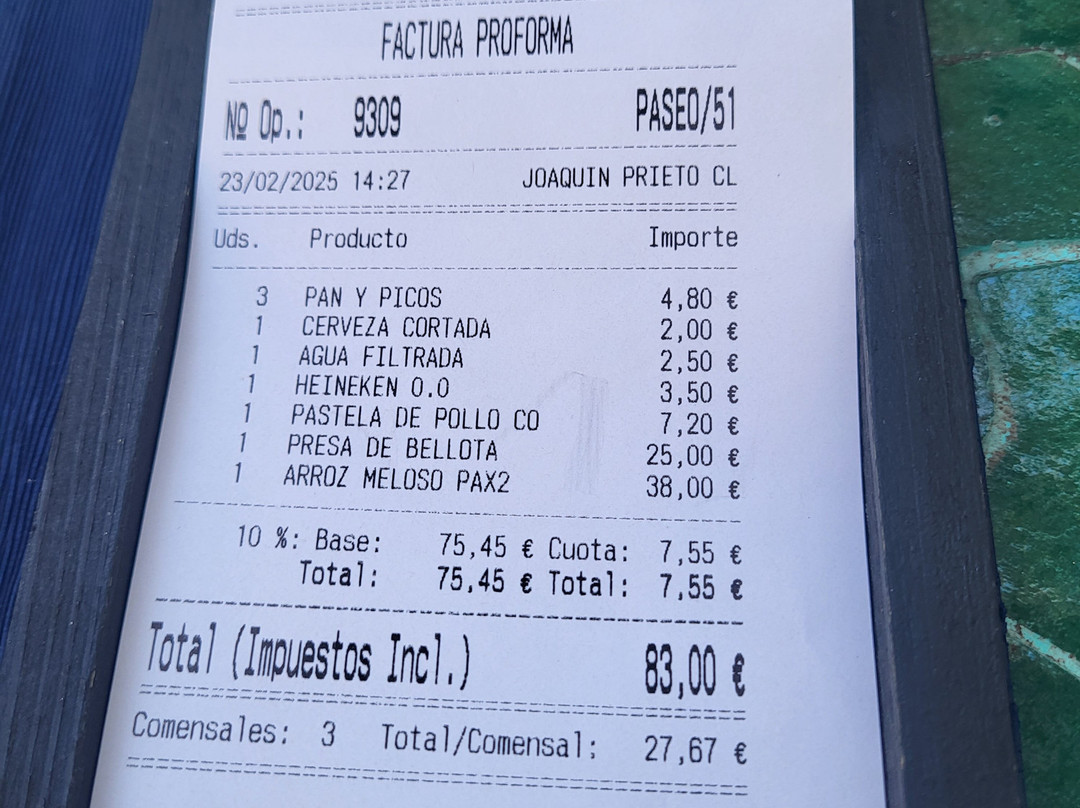 FACTURA PROFORMA
Nº Op.: 9309 PASEO/51
23/02/2025 14:27 JOAQUIN PRIETO CL
Uds. Producto Importe
3 PAN Y PICOS 4,80 €
1 CERVEZA CORTADA 2,00 €
1 AGUA FILTRADA 2,50 €
1 HEINEKEN 0.0 3,50 €
1 PASTELA DE POLLO CO 7,20 €
1 PRESA DE BELLOTA 25,00 €
1 ARROZ MELOSO PAX2 38,00 €
10 %: Base: 75,45 € Cuota: 7,55 €
Total: 75,45 € Total: 7,55 €
Total (Impuestos Incl.) 83,00 €
Comensales: 3 Total/Comensal: 27,67 €